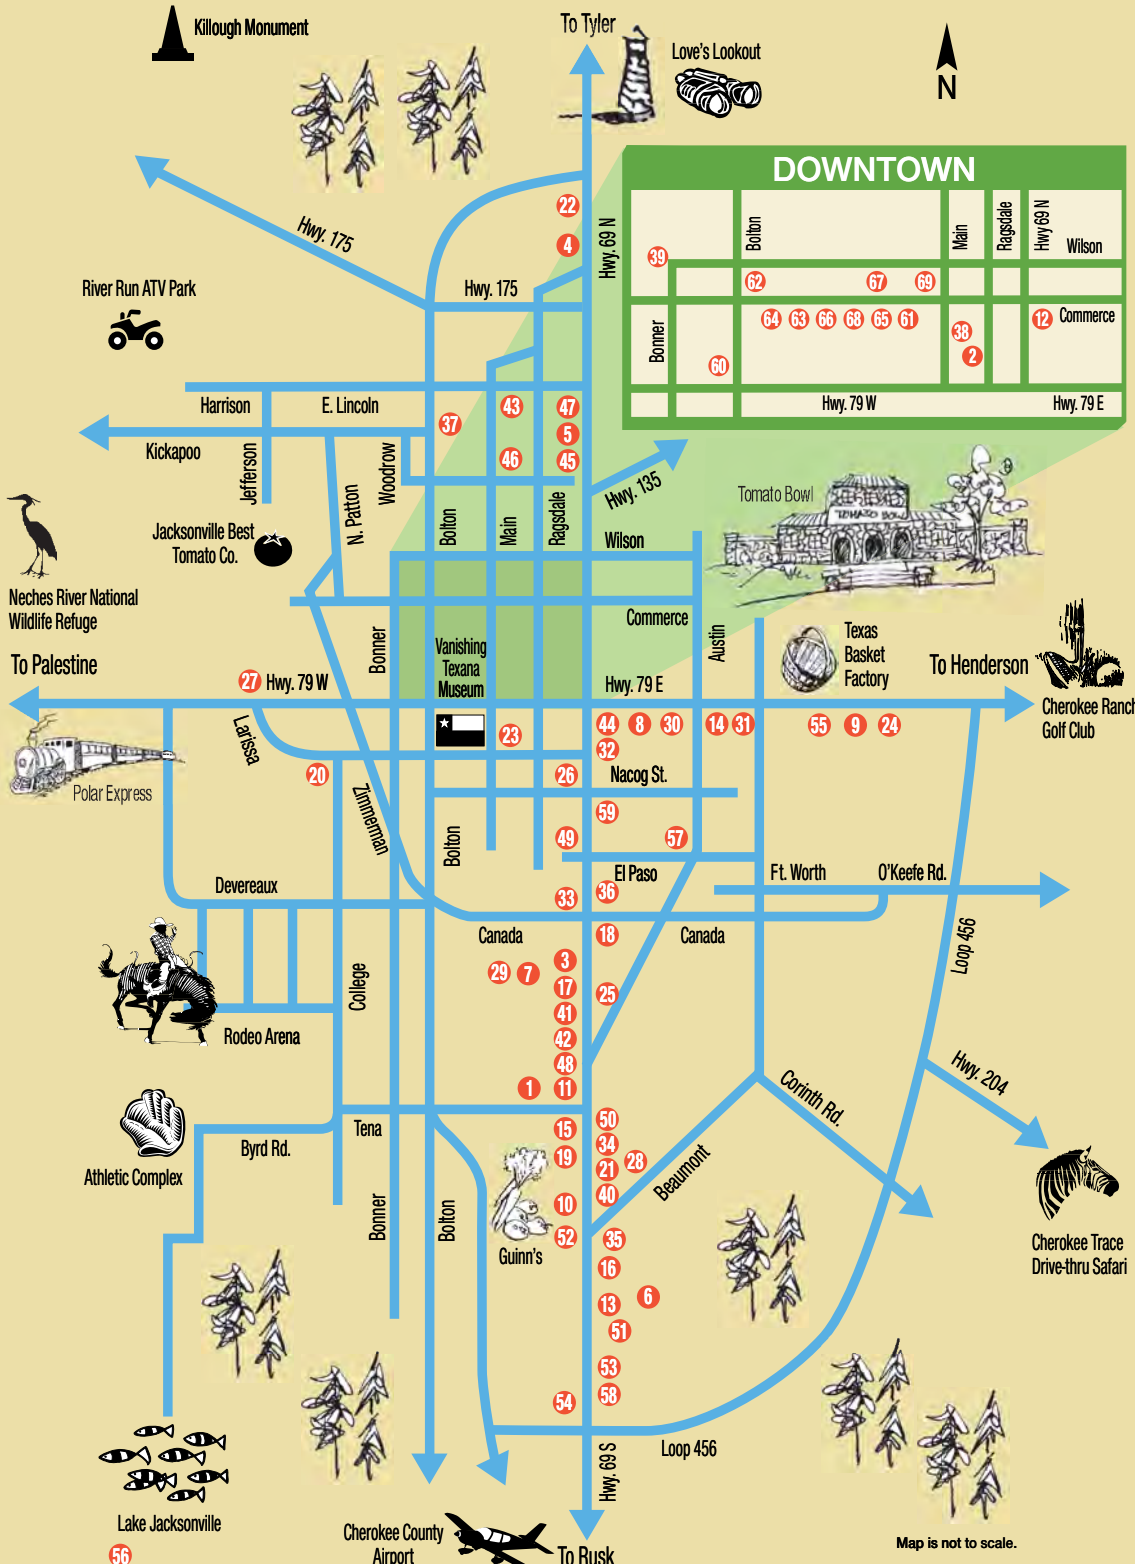 Killough Monument
To Tyler
Love's Lookout
N
DOWNTOWN
Bolton
Main
Ragsdale
Hwy 69 N
Wilson
39
62
67
69
64
63
66
68
65
61
38
2
12
Commerce
Bonner
60
Hwy. 79 W
Hwy. 79 E
22
4
Hwy. 69 N
Hwy. 175
Hwy. 175
River Run ATV Park
Harrison
E. Lincoln
37
43
47
5
Kickapoo
46
45
Jefferson
N. Patton
Woodrow
Hwy. 135
Tomato Bowl
TOMATO BOWL
Bolton
Main
Ragsdale
Wilson
Jacksonville Best
Tomato Co.
Neches River National
Wildlife Refuge
Commerce
Bonner
Vanishing
Texana
Museum
Austin
Texas
Basket
Factory
To Palestine
To Henderson
27
Hwy. 79 W
Hwy. 79 E
Cherokee Ranch
Golf Club
Larissa
23
44
8
30
14
31
55
9
24
32
20
26
Nacog St.
Polar Express
Zimmerman
59
Bolton
49
57
El Paso
Ft. Worth
O'Keefe Rd.
Devereaux
33
36
Canada
18
Canada
Loop 456
29
7
3
17
25
College
41
42
48
Rodeo Arena
1
11
Hwy. 204
Corinth Rd.
50
Tena
15
34
Byrd Rd.
19
21
28
Athletic Complex
Beaumont
10
40
Bonner
Bolton
52
35
Guinn's
16
Cherokee Trace
Drive-thru Safari
13
6
51
53
54
58
Loop 456
Hwy. 69 S
Lake Jacksonville
56
Cherokee County
Airport
To Rusk
Map is not to scale.